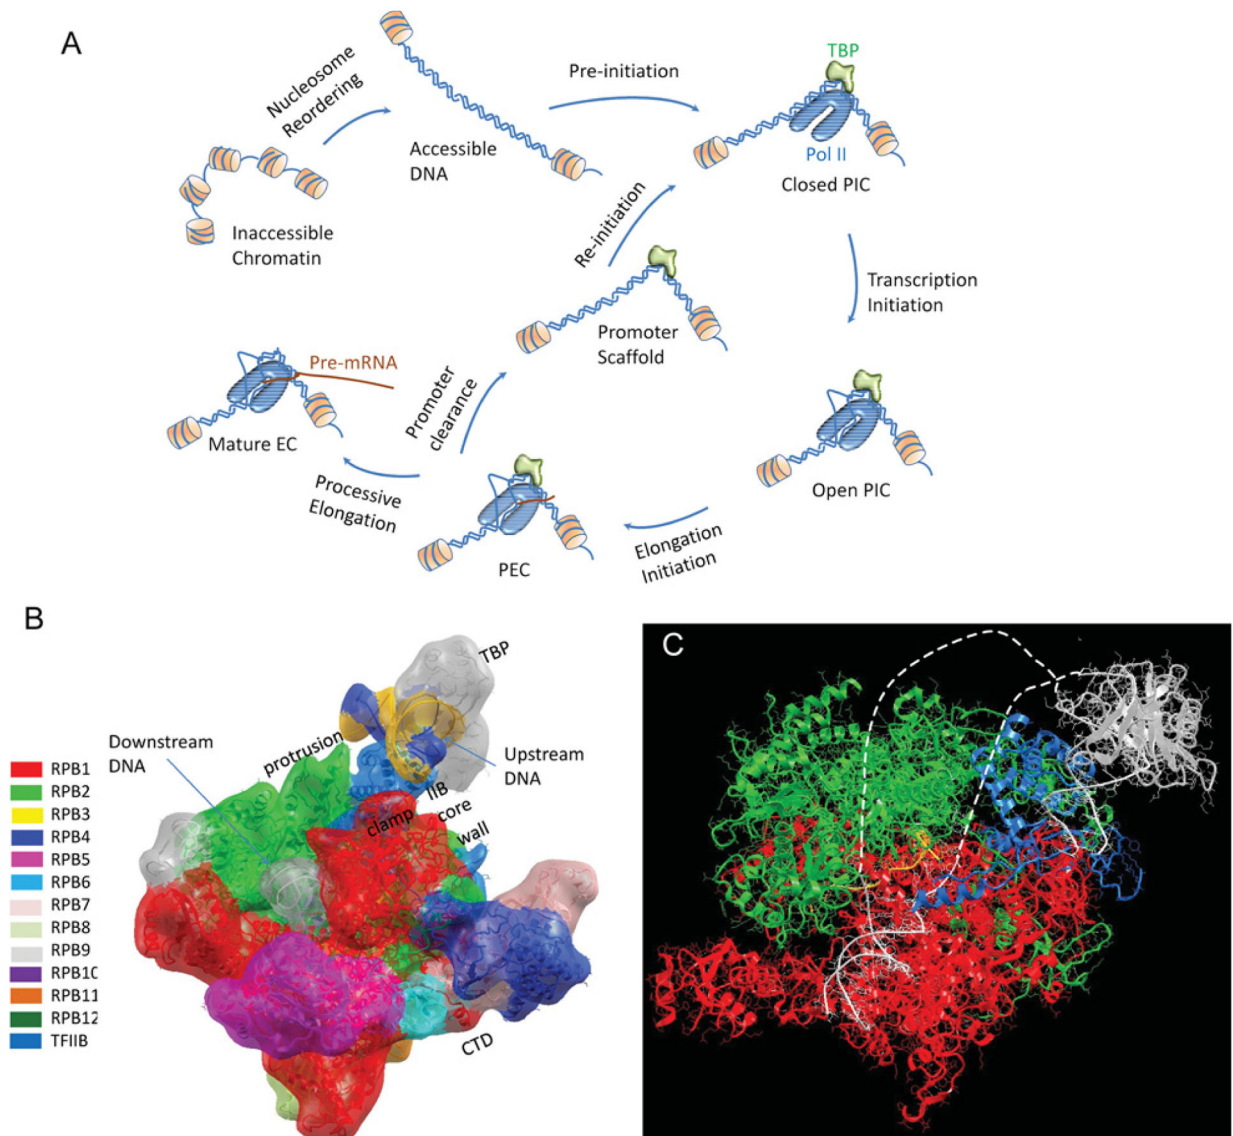 A
Nucleosome
Reordering
Accessible
DNA
Pre-initiation
TBP
Pol II
Closed PIC
Inaccessible
Chromatin
Re-initiation
Transcription
Initiation
Promoter
Scaffold
Pre-mRNA
Mature EC
Promoter
clearance
Processive
Elongation
PEC
Elongation
Initiation
Open PIC
B
TBP
Downstream
DNA
protrusion
Upstream
DNA
IIB
core
clamp
wall
CTD
RPB1
RPB2
RPB3
RPB4
RPB5
RPB6
RPB7
RPB8
RPB9
RPB10
RPB11
RPB12
TFIIB
C